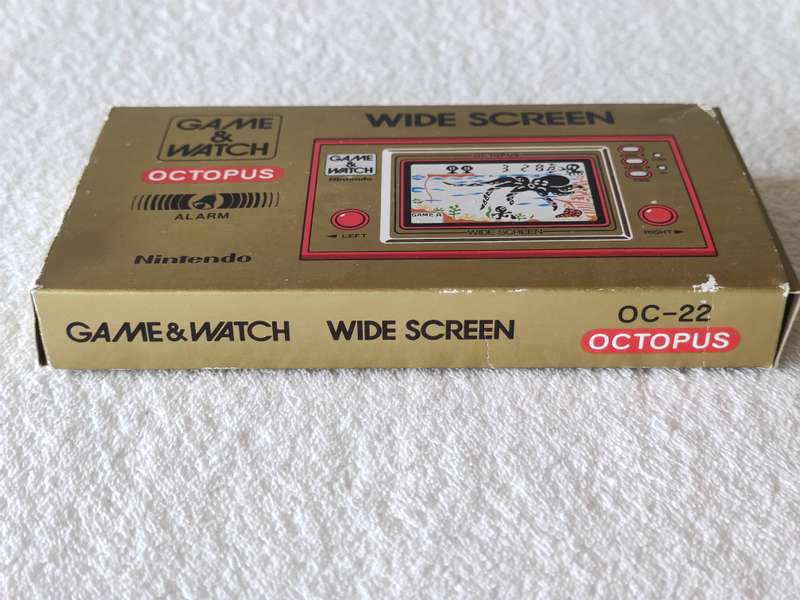 GAME
&
WATCH
OCTOPUS
ALARM
Nintendo
WIDE SCREEN
GAME
&
WATCH
Nintendo
OCTOPUS
GAME A
WIDE SCREEN
◄ LEFT
RIGHT ►
GAME & WATCH WIDE SCREEN
OC-22
OCTOPUS